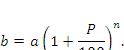 b = a(1 + P/100)^n.